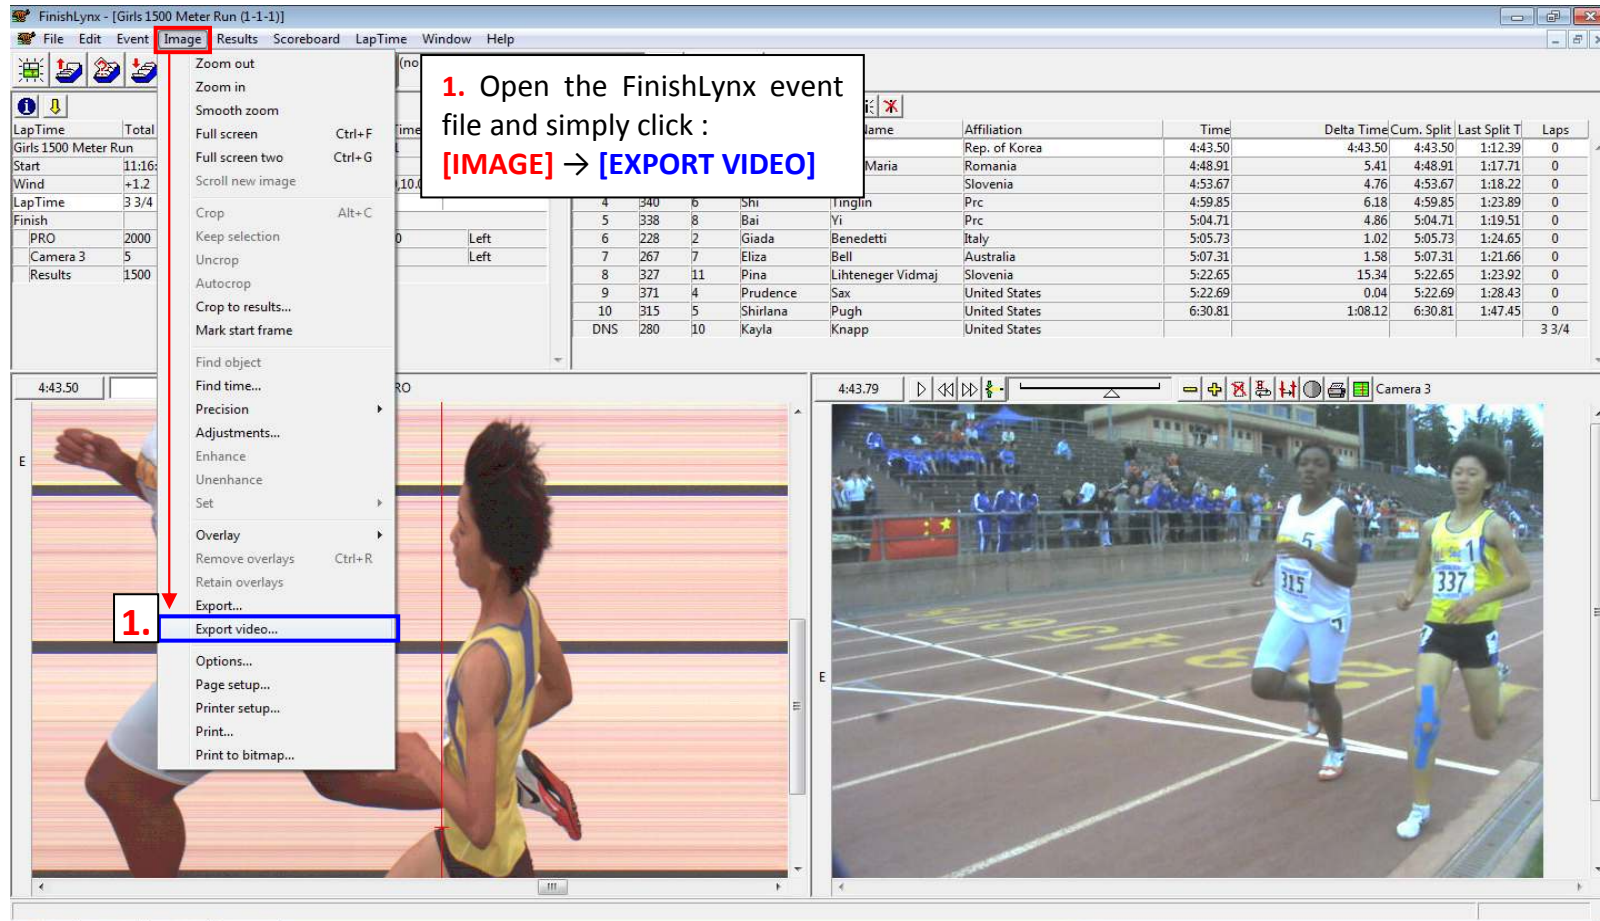 FinishLynx - [Girls 1500 Meter Run (1-1-1)]
File Edit Event Image Results Scoreboard LapTime Window Help
(no
1. Open the FinishLynx event
file and simply click :
[IMAGE] → [EXPORT VIDEO]
Zoom out
Zoom in
Smooth zoom
Full screen Ctrl+F
Full screen two Ctrl+G
Scroll new image
Crop Alt+C
Keep selection
Uncrop
Autocrop
Crop to results...
Mark start frame
Find object
Find time...
Precision
Adjustments...
Enhance
Unenhance
Set
Overlay
Remove overlays Ctrl+R
Retain overlays
Export...
1. Export video...
Options...
Page setup...
Printer setup...
Print...
Print to bitmap...
LapTime Total
Girls 1500 Meter Run
Start 11:16:
Wind +1.2
LapTime 3 3/4
Finish
PRO 2000 Left
Camera 3 5 Left
Results 1500
Affiliation Time Delta Time Cum. Split Last Split T Laps
Rep. of Korea 4:43.50 4:43.50 4:43.50 1:12.39 0
Maria Romania 4:48.91 5.41 4:48.91 1:17.71 0
Slovenia 4:53.67 4.76 4:53.67 1:18.22 0
4 340 6 Shi Tinglin Prc 4:59.85 6.18 4:59.85 1:23.89 0
5 338 8 Bai Yi Prc 5:04.71 4.86 5:04.71 1:19.51 0
6 228 2 Giada Benedetti Italy 5:05.73 1.02 5:05.73 1:24.65 0
7 267 7 Eliza Bell Australia 5:07.31 1.58 5:07.31 1:21.66 0
8 327 11 Pina Lihteneger Vidmaj Slovenia 5:22.65 15.34 5:22.65 1:23.92 0
9 371 4 Prudence Sax United States 5:22.69 0.04 5:22.69 1:28.43 0
10 315 5 Shirlana Pugh United States 6:30.81 1:08.12 6:30.81 1:47.45 0
DNS 280 10 Kayla Knapp United States 3 3/4
4:43.50
RO
E
4:43.79 Camera 3
E
5
315
1
337